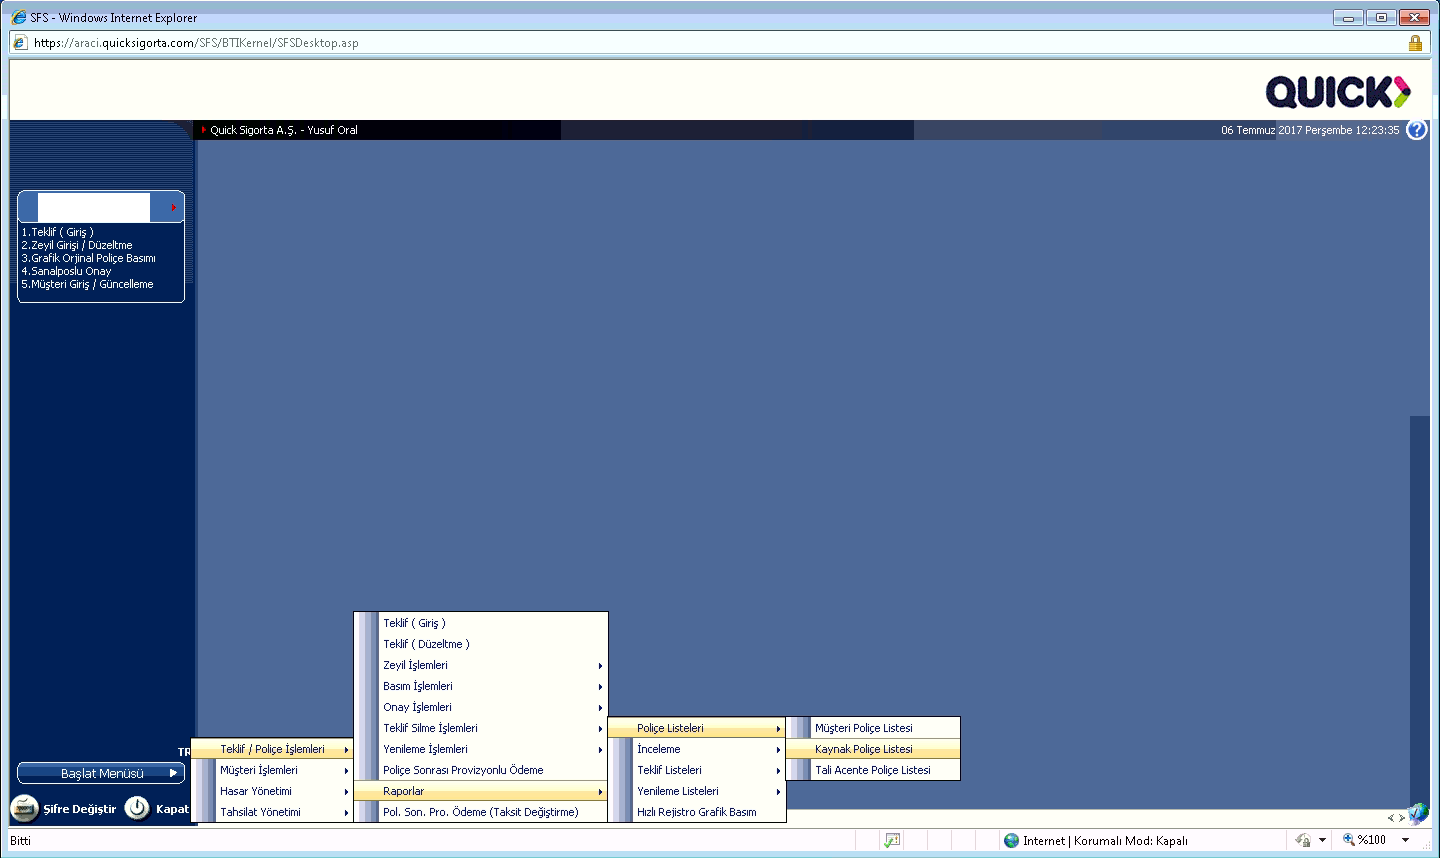 SFS - Windows Internet Explorer
https://araci.quicksigorta.com/SFS/BTIKernel/SFSDesktop.asp
QUICK
Quick Sigorta A.Ş. - Yusuf Oral
06 Temmuz 2017 Perşembe 12:23:35
1.Teklif ( Giriş )
2.Zeyil Girişi / Düzeltme
3.Grafik Orjinal Poliçe Basımı
4.Sanalposlu Onay
5.Müşteri Giriş / Güncelleme
TR
Başlat Menüsü
Şifre Değiştir
Kapat
Teklif / Poliçe İşlemleri
Müşteri İşlemleri
Hasar Yönetimi
Tahsilat Yönetimi
Teklif ( Giriş )
Teklif ( Düzeltme )
Zeyil İşlemleri
Basım İşlemleri
Onay İşlemleri
Teklif Silme İşlemleri
Yenileme İşlemleri
Poliçe Sonrası Provizyonlu Ödeme
Raporlar
Pol. Son. Pro. Ödeme (Taksit Değiştirme)
Poliçe Listeleri
İnceleme
Teklif Listeleri
Yenileme Listeleri
Hızlı Rejistro Grafik Basım
Müşteri Poliçe Listesi
Kaynak Poliçe Listesi
Tali Acente Poliçe Listesi
Bitti
Internet | Korumalı Mod: Kapalı
%100